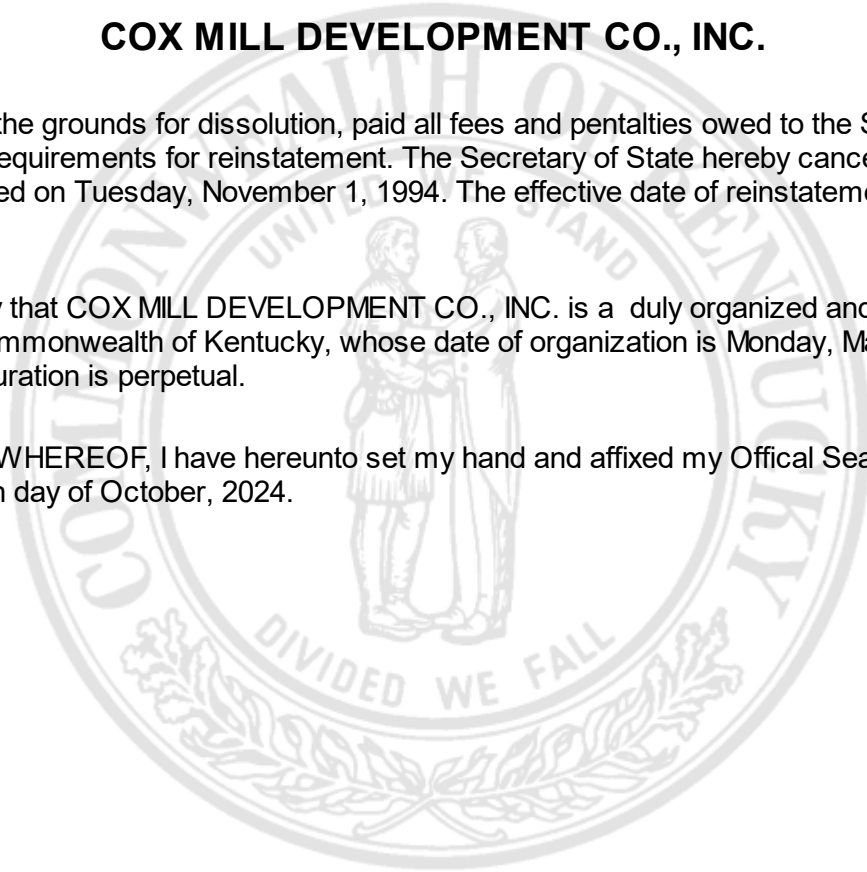 COX MILL DEVELOPMENT CO., INC.
the grounds for dissolution, paid all fees and pentalties owed to the S
equirements for reinstatement. The Secretary of State hereby cance
ed on Tuesday, November 1, 1994. The effective date of reinstateme
y that COX MILL DEVELOPMENT CO., INC. is a duly organized and
mmonwealth of Kentucky, whose date of organization is Monday, Ma
uration is perpetual.
WHEREOF, I have hereunto set my hand and affixed my Offical Sea
h day of October, 2024.
COMMONWEALTH OF KENTUCKY
UNITED WE STAND
DIVIDED WE FALL